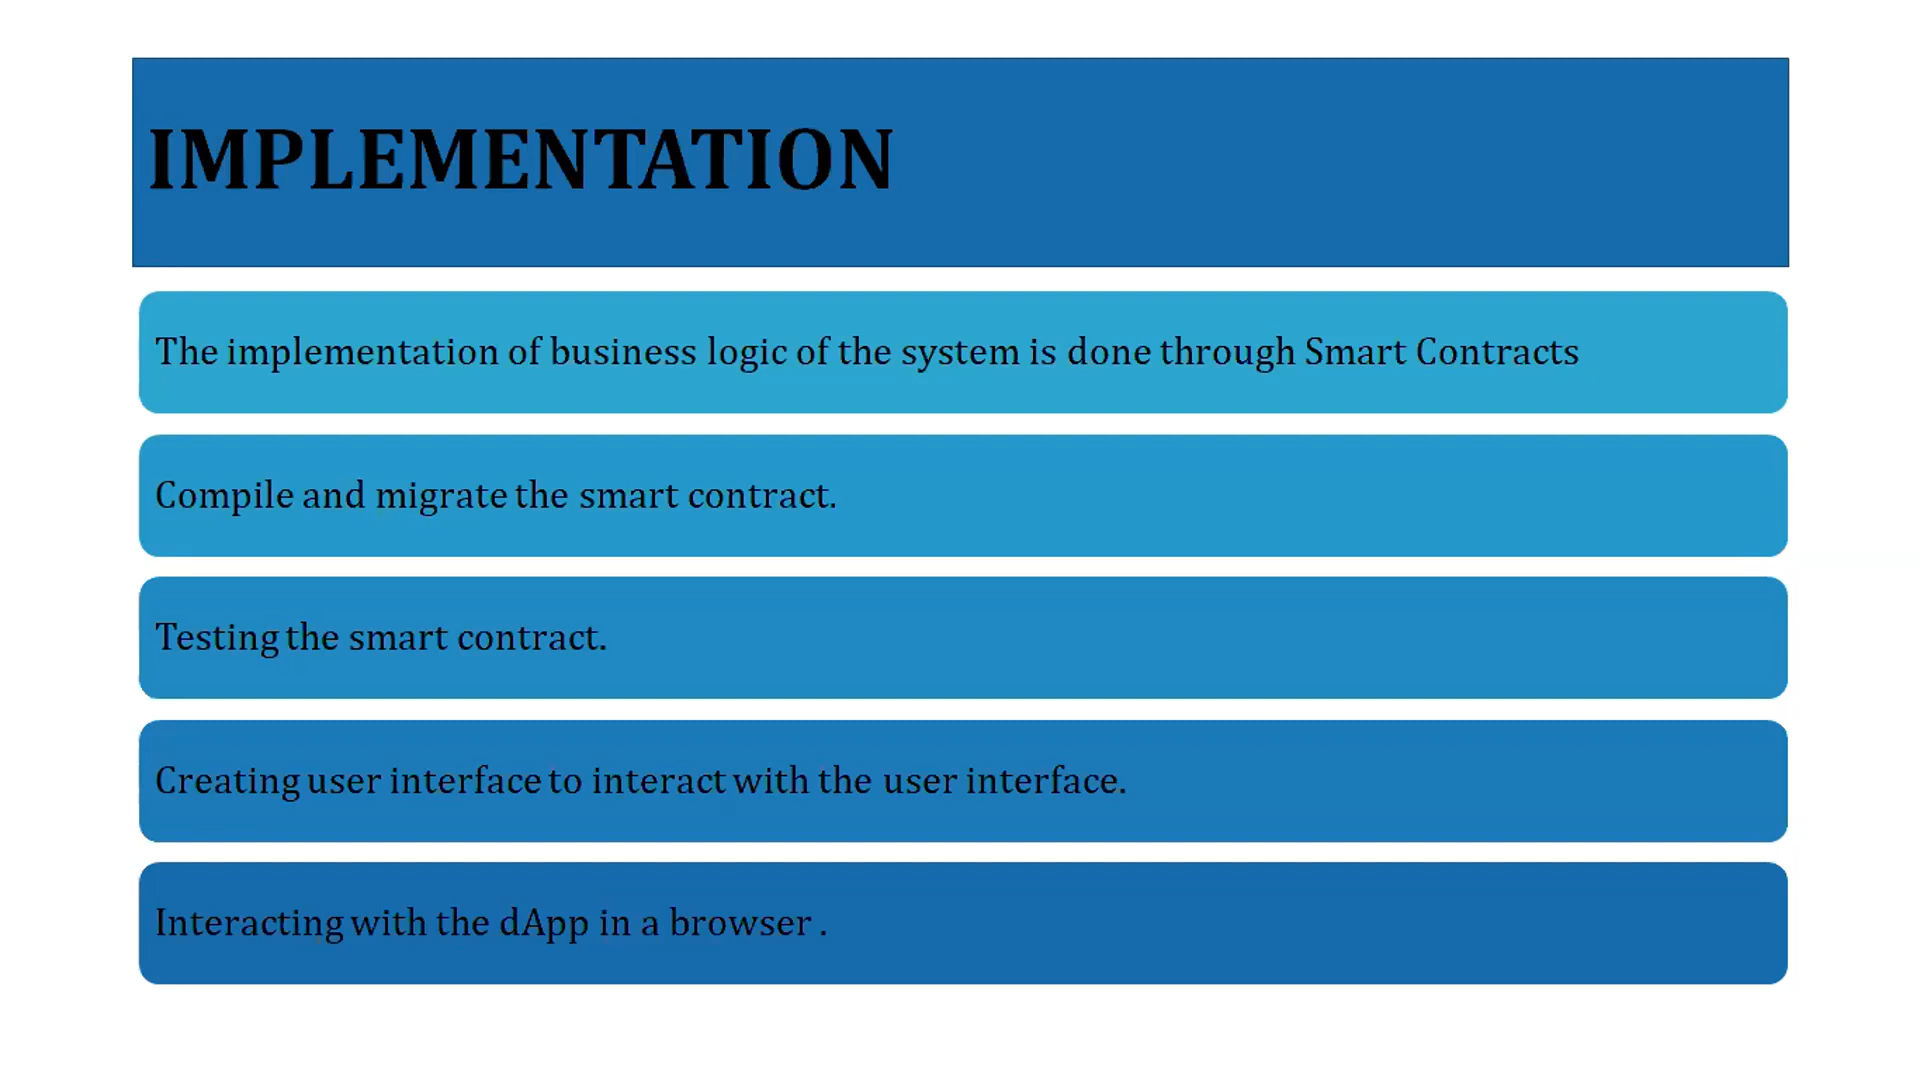 IMPLEMENTATION
The implementation of business logic of the system is done through Smart Contracts
Compile and migrate the smart contract.
Testing the smart contract.
Creating user interface to interact with the user interface.
Interacting with the dApp in a browser .